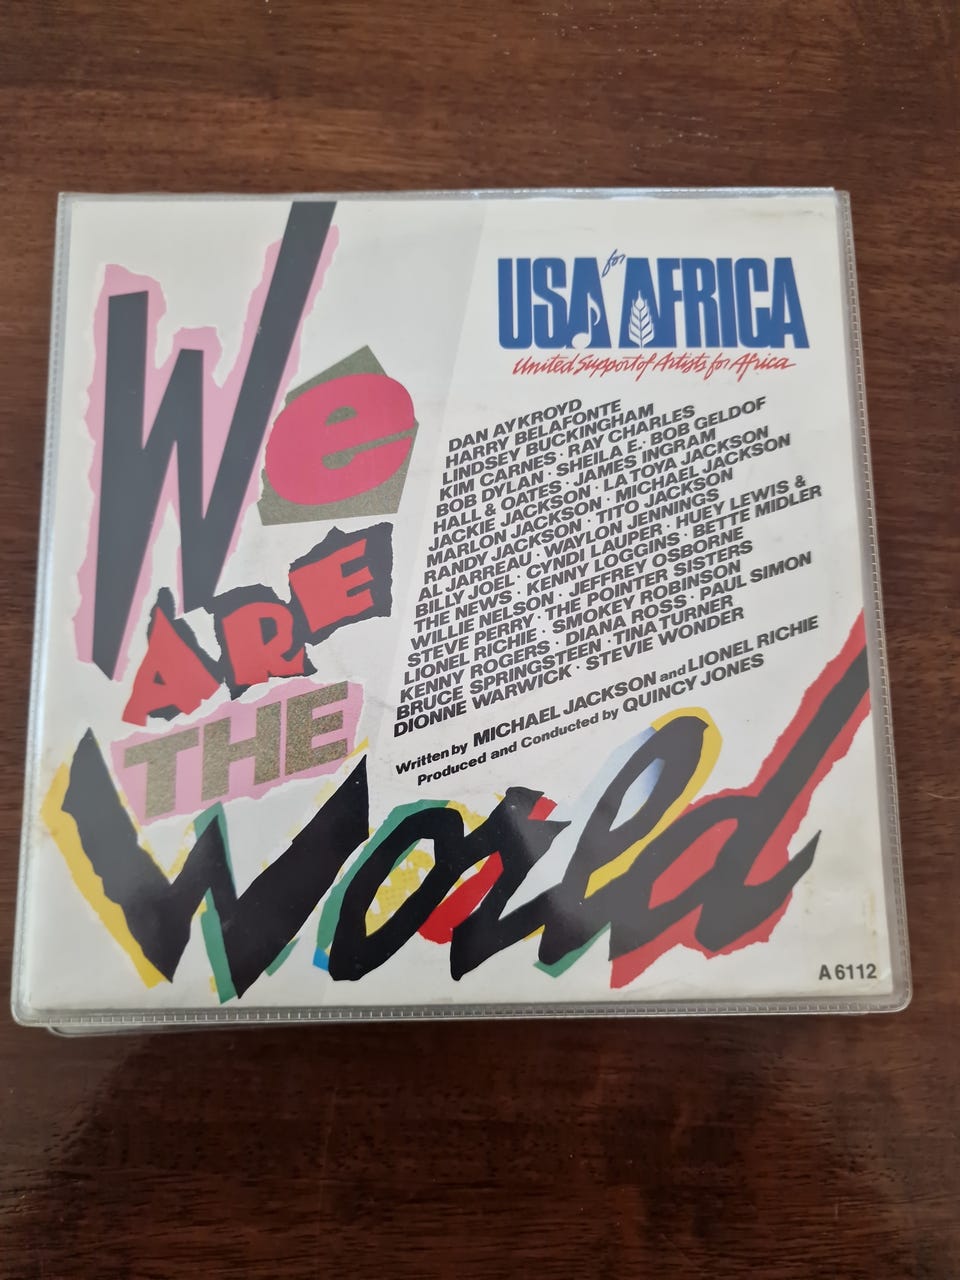 We
ARE
THE
World
USA for AFRICA
United Support of Artists for Africa
DAN AYKROYD
HARRY BELAFONTE
LINDSEY BUCKINGHAM
KIM CARNES · RAY CHARLES
BOB DYLAN · SHEILA E. · BOB GELDOF
HALL & OATES · JAMES INGRAM
JACKIE JACKSON · LA TOYA JACKSON
MARLON JACKSON · MICHAEL JACKSON
RANDY JACKSON · TITO JACKSON
AL JARREAU · WAYLON JENNINGS
BILLY JOEL · CYNDI LAUPER · HUEY LEWIS &
THE NEWS · KENNY LOGGINS · BETTE MIDLER
WILLIE NELSON · JEFFREY OSBORNE
STEVE PERRY · THE POINTER SISTERS
LIONEL RICHIE · SMOKEY ROBINSON
KENNY ROGERS · DIANA ROSS · PAUL SIMON
BRUCE SPRINGSTEEN · TINA TURNER
DIONNE WARWICK · STEVIE WONDER
Written by MICHAEL JACKSON and LIONEL RICHIE
Produced and Conducted by QUINCY JONES
A 6112